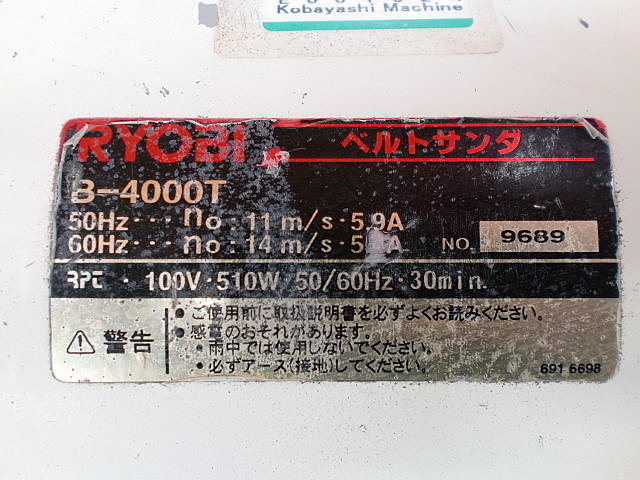 Kobayashi Machine
RYOBI ベルトサンダ
B-4000T
50Hz··· no : 11 m/s · 5.9A
60Hz··· no : 14 m/s · A NO. 9689
RPT · 100V · 510W 50/60Hz · 30min.
⚠ 警告
• ご使用前に取扱説明書を必ずよくお読みください。
• 感電のおそれがあります。
・雨中では使用しないでください。
・必ずアース(接地)してください。
691 6698